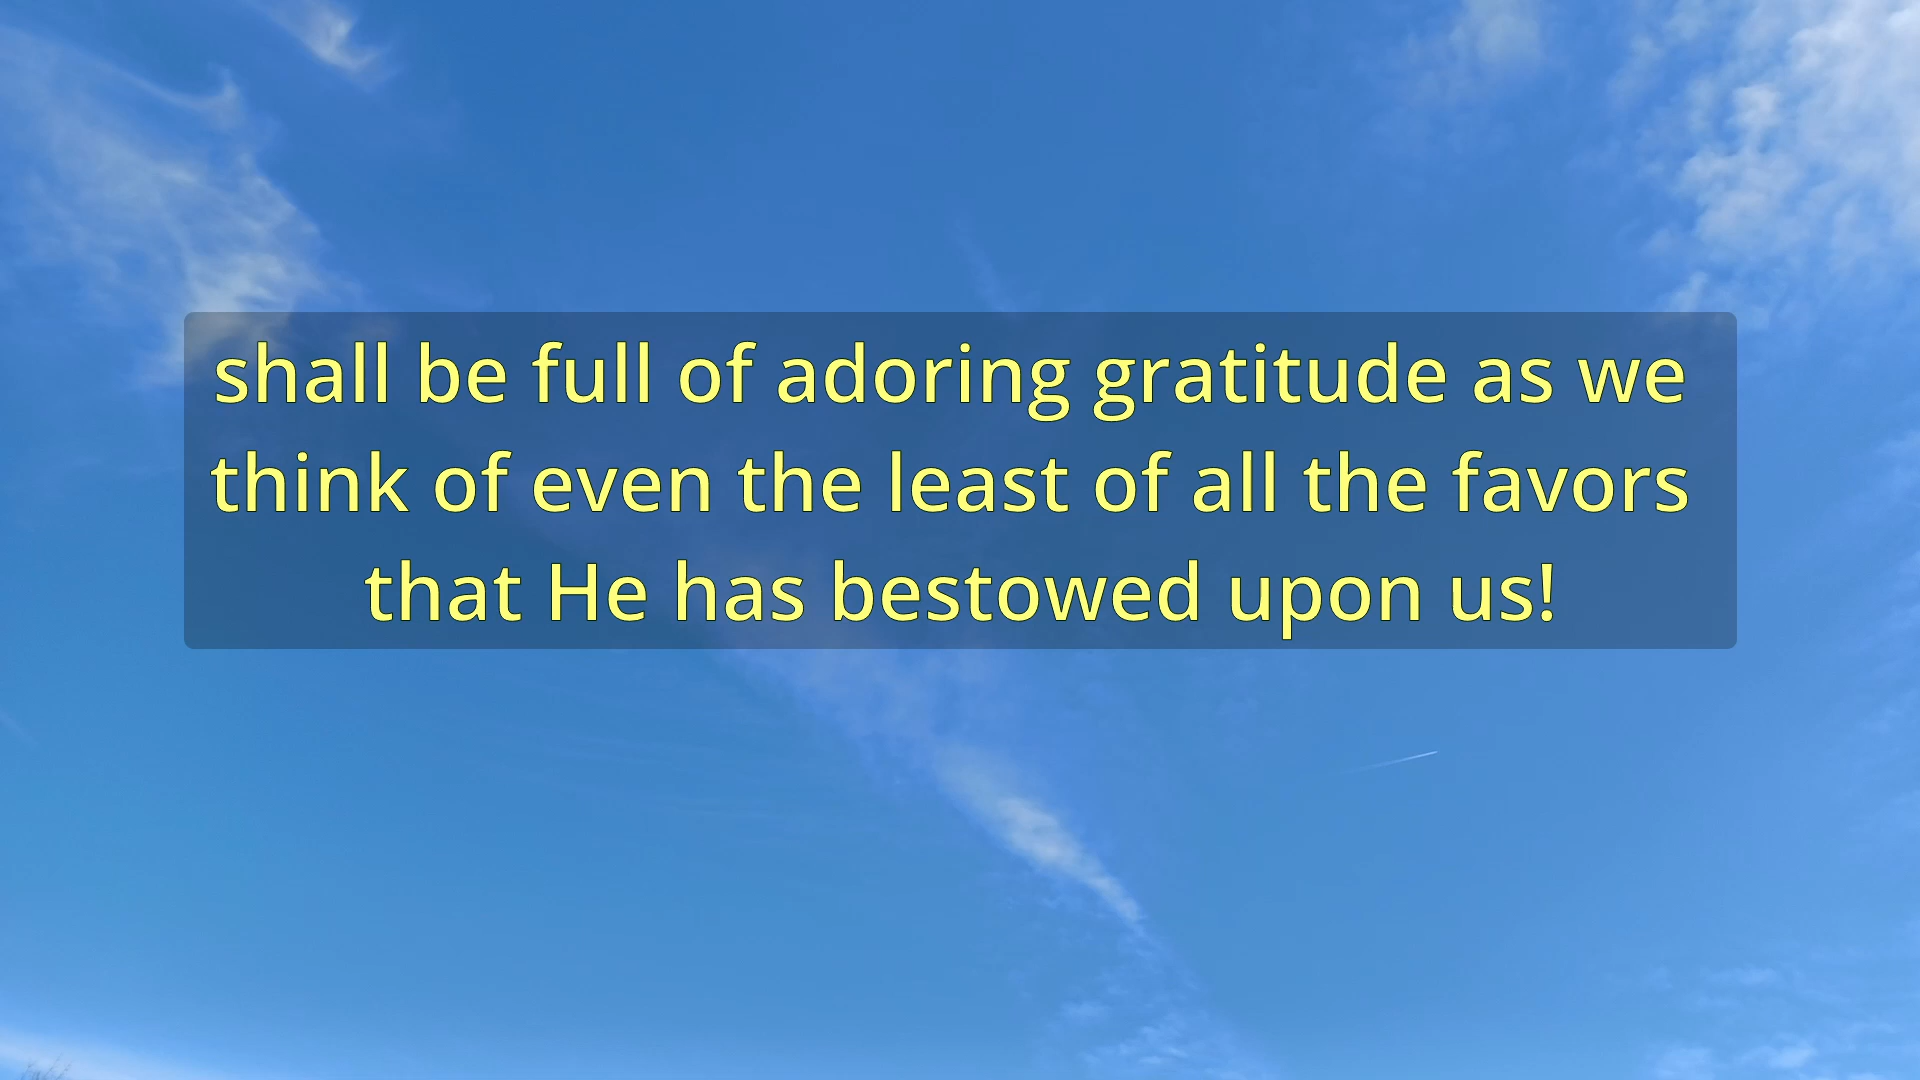 shall be full of adoring gratitude as we
think of even the least of all the favors
that He has bestowed upon us!